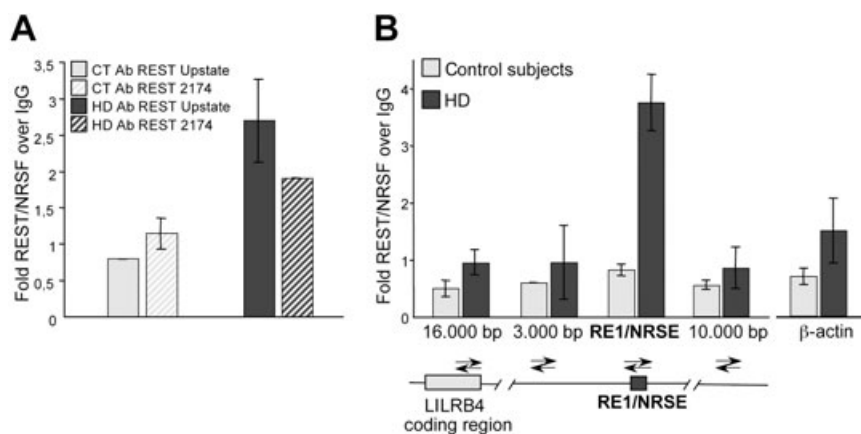 A
Fold REST/NRSF over IgG
3,5
3
2,5
2
1,5
1
0,5
0
CT Ab REST Upstate
CT Ab REST 2174
HD Ab REST Upstate
HD Ab REST 2174
B
Fold REST/NRSF over IgG
4
3
2
1
0
Control subjects
HD
16.000 bp 3.000 bp RE1/NRSE 10.000 bp β-actin
LILRB4
coding region
RE1/NRSE